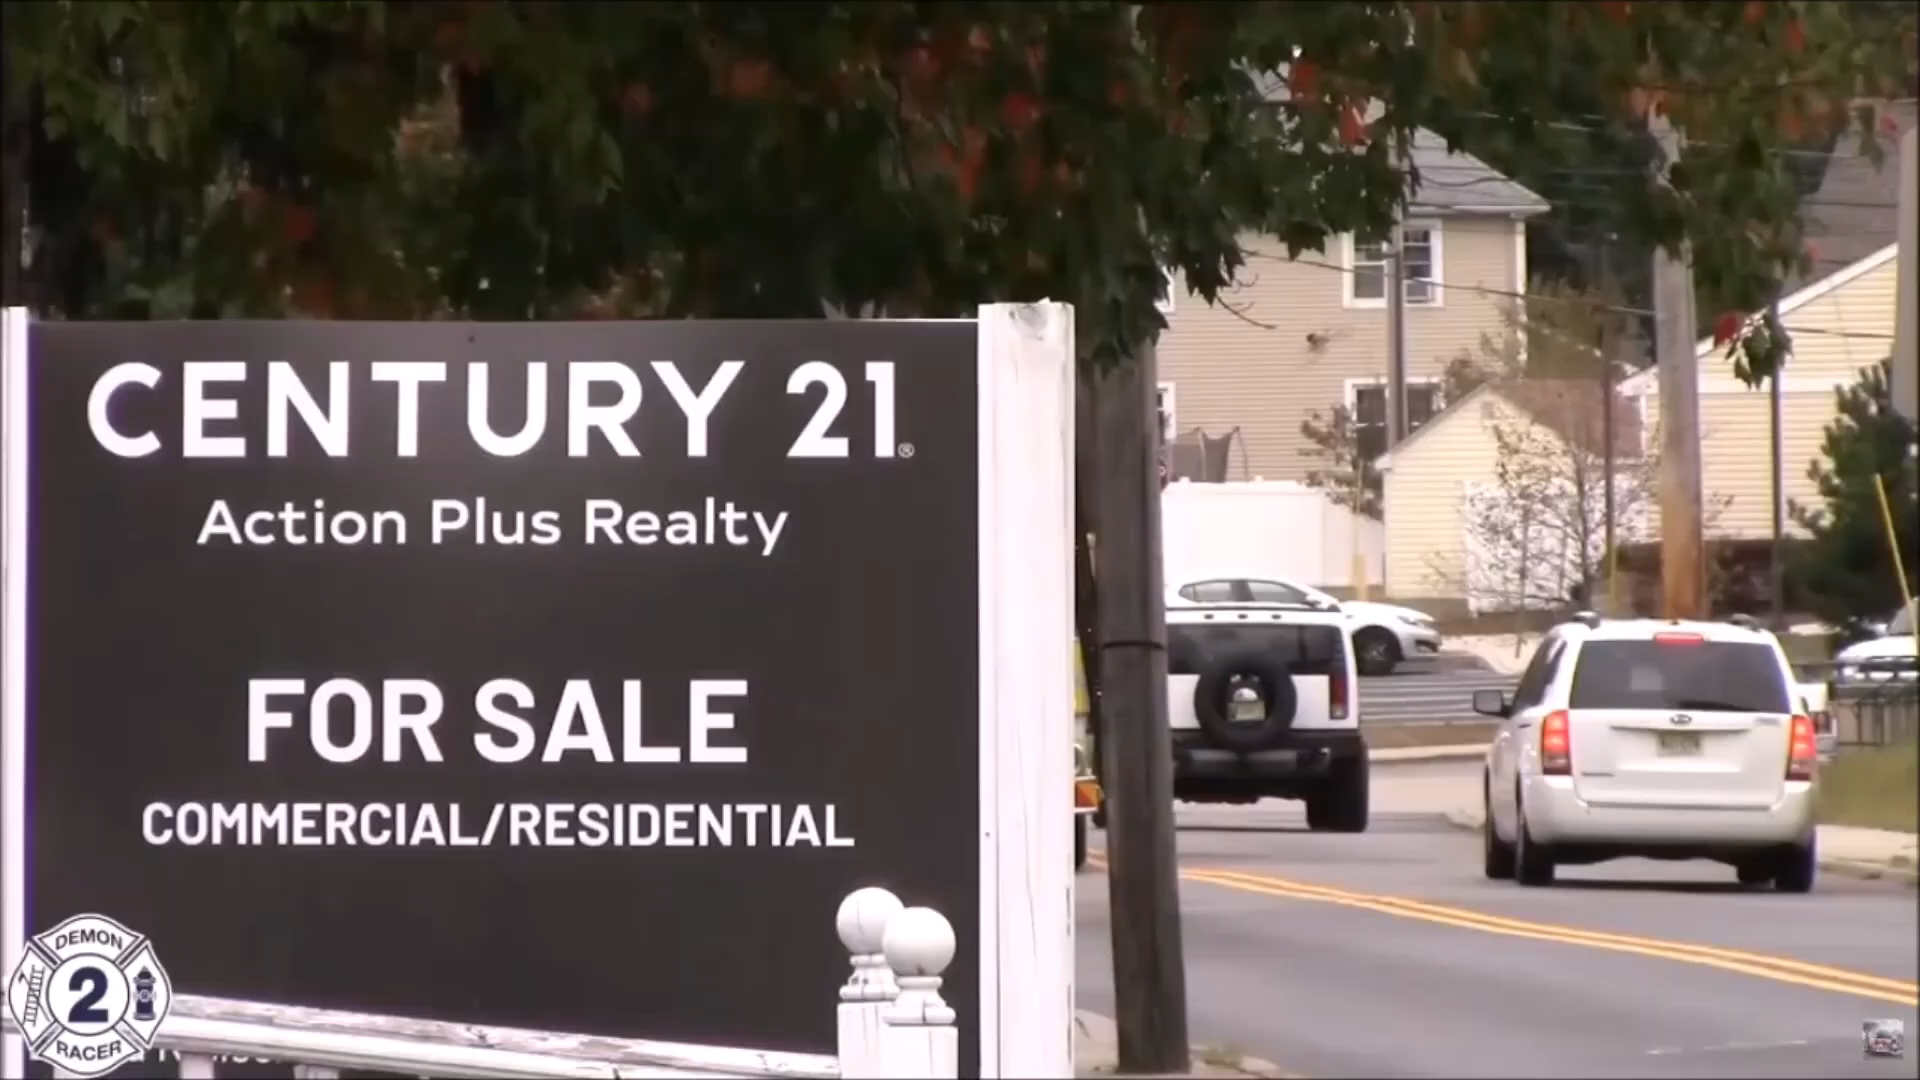 CENTURY 21®
Action Plus Realty
FOR SALE
COMMERCIAL/RESIDENTIAL
DEMON
2
RACER